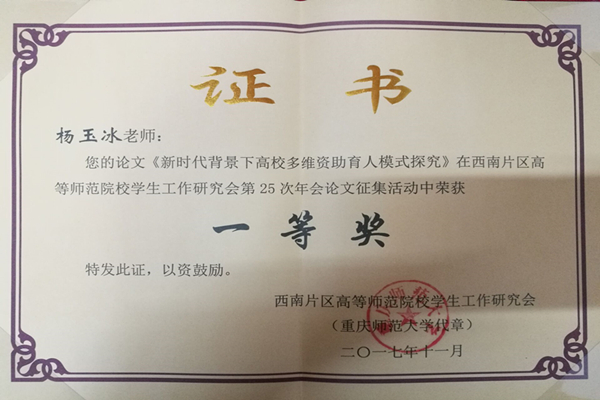 证 书
杨玉冰老师：
您的论文《新时代背景下高校多维资助育人模式探究》在西南片区高
等师范院校学生工作研究会第 25 次年会论文征集活动中荣获
一 等 奖
特发此证，以资鼓励。
西南片区高等师范院校学生工作研究会
（重庆师范大学代章）
二〇一七年十一月